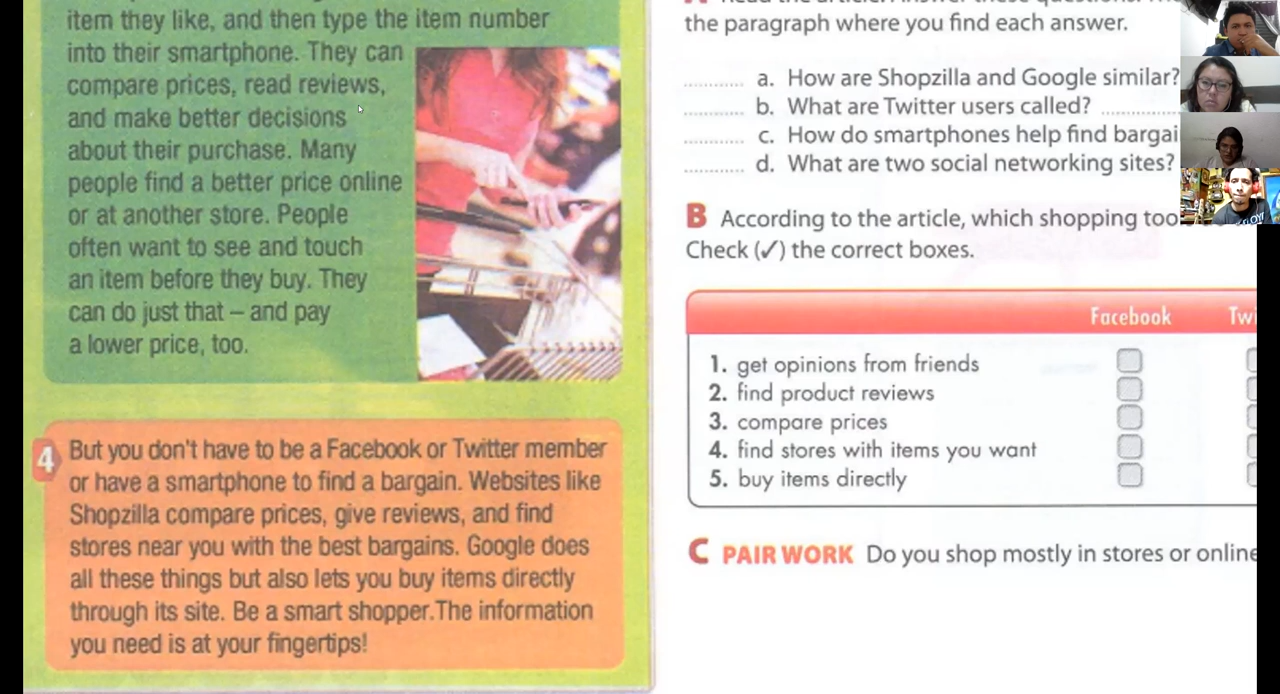 item they like, and then type the item number
into their smartphone. They can
compare prices, read reviews,
and make better decisions
about their purchase. Many
people find a better price online
or at another store. People
often want to see and touch
an item before they buy. They
can do just that – and pay
a lower price, too.
4
But you don't have to be a Facebook or Twitter member
or have a smartphone to find a bargain. Websites like
Shopzilla compare prices, give reviews, and find
stores near you with the best bargains. Google does
all these things but also lets you buy items directly
through its site. Be a smart shopper.The information
you need is at your fingertips!
A Read the article. Answer these questions.
the paragraph where you find each answer.
a. How are Shopzilla and Google similar?
b. What are Twitter users called?
c. How do smartphones help find
d. What are two social networking sites?
B According to the article, which shopping
Check (✓) the correct boxes.
Facebook
1. get opinions from friends
2. find product reviews
3. compare prices
4. find stores with items you want
5. buy items directly
C PAIR WORK Do you shop mostly in stores or online